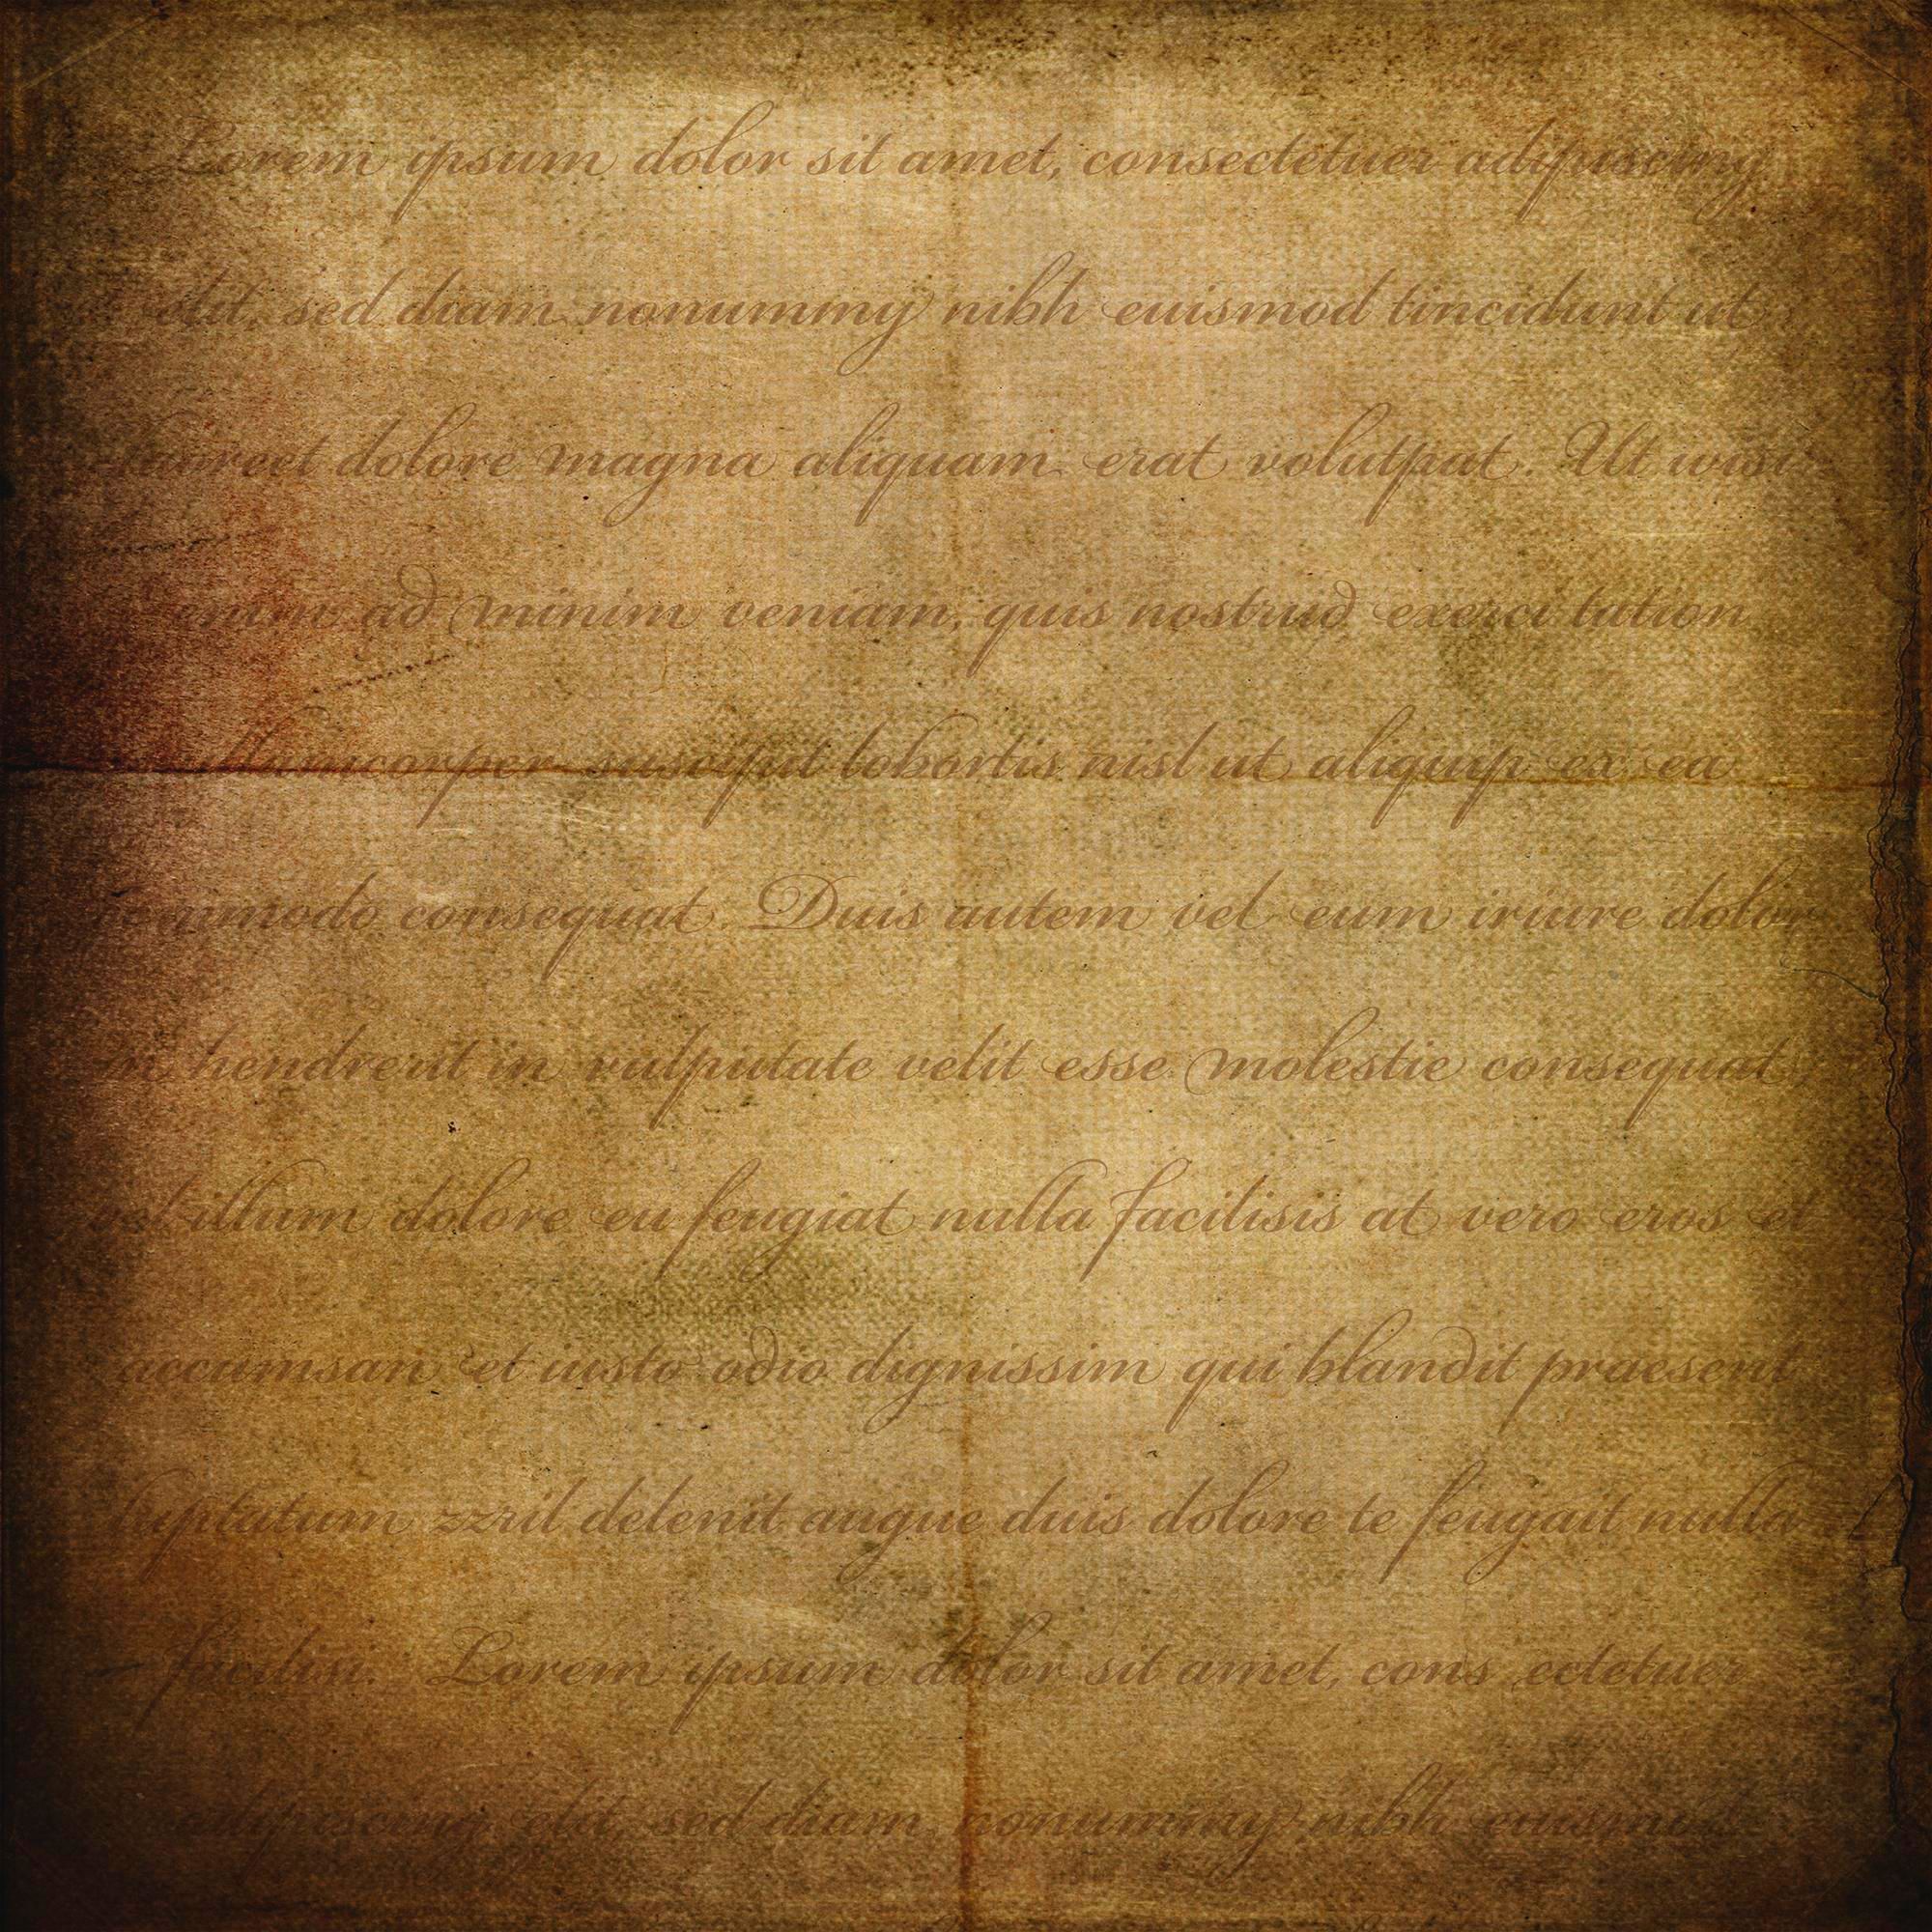 Lorem ipsum dolor sit amet, consectetuer adipiscing
elit, sed diam nonummy nibh euismod tincidunt ut
laoreet dolore magna aliquam erat volutpat. Ut wisi
enim ad minim veniam, quis nostrud exerci tution
ullamcorper suscipit lobortis nisl ut aliquip ex ea
commodo consequat. Duis autem vel eum iriure dolor
in hendrerit in vulputate velit esse molestie consequat,
vel illum dolore eu feugiat nulla facilisis at vero eros et
accumsan et iusto odio dignissim qui blandit praesent
luptatum zzril delenit augue duis dolore te feugait nulla
facilisi. Lorem ipsum dolor sit amet, cons ectetuer
adipiscing elit, sed diam nonummy nibh euismod